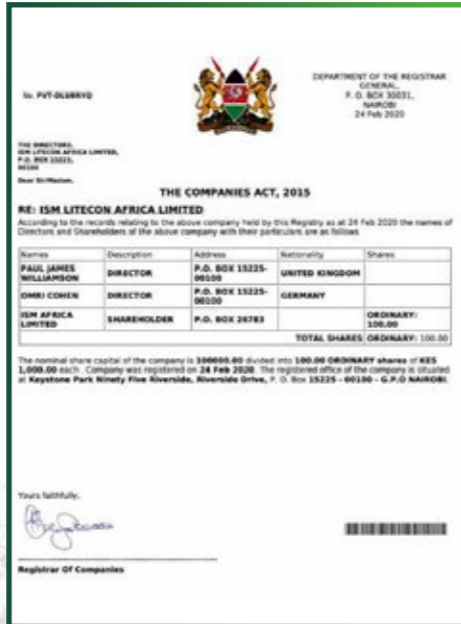 DEPARTMENT OF THE REGISTRAR
GENERAL,
P. O. BOX 30031,
NAIROBI
24 Feb 2020
No. PVT-DLUBRYQ
THE DIRECTORS,
ISM LITECON AFRICA LIMITED,
P.O. BOX 15225,
00100
Dear Sir/Madam,
THE COMPANIES ACT, 2015
RE: ISM LITECON AFRICA LIMITED
According to the records relating to the above company held by this Registry as at 24 Feb 2020 the names of
Directors and Shareholders of the above company with their particulars are as follows
Names Description Address Nationality Shares
PAUL JAMES WILLIAMSON DIRECTOR P.O. BOX 15225-00100 UNITED KINGDOM
OMRI COHEN DIRECTOR P.O. BOX 15225-00100 GERMANY
ISM AFRICA LIMITED SHAREHOLDER P.O. BOX 26783 ORDINARY: 100.00
TOTAL SHARES ORDINARY: 100.00
The nominal share capital of the company is 100000.00 divided into 100.00 ORDINARY shares of KES
1,000.00 each . Company was registered on 24 Feb 2020. The registered office of the company is situated
at Keystone Park Ninety Five Riverside, Riverside Drive, P. O. Box 15225 - 00100 - G.P.O NAIROBI.
Yours faithfully,
Registrar Of Companies